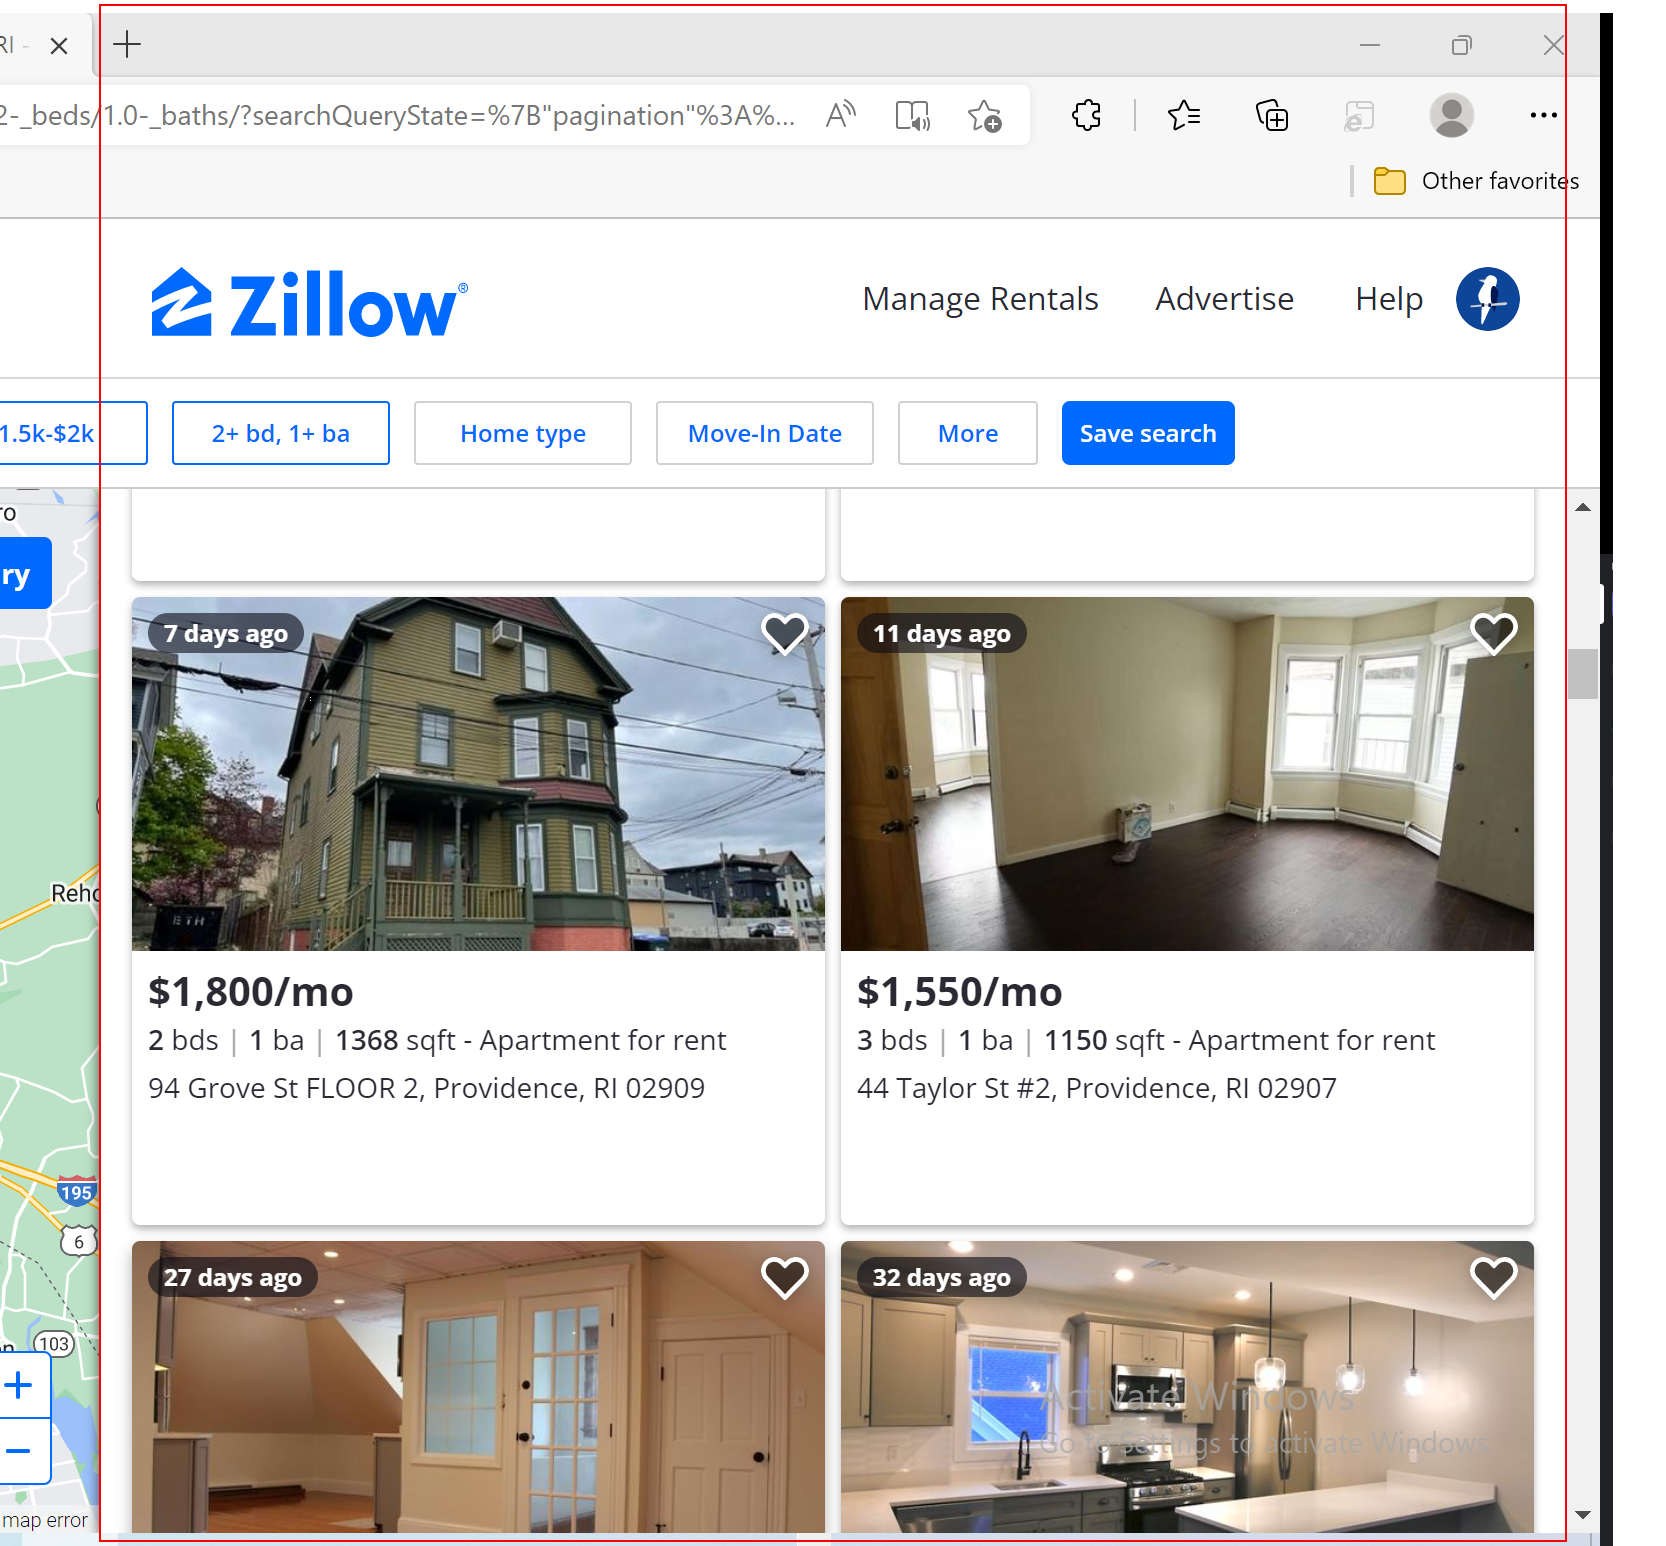 RI -
2-_beds/1.0-_baths/?searchQueryState=%7B"pagination"%3A%...
Other favorites
Zillow®
Manage Rentals
Advertise
Help
1.5k-$2k
2+ bd, 1+ ba
Home type
Move-In Date
More
Save search
ro
ry
7 days ago
11 days ago
ETH
Reho
$1,800/mo
2 bds | 1 ba | 1368 sqft - Apartment for rent
94 Grove St FLOOR 2, Providence, RI 02909
$1,550/mo
3 bds | 1 ba | 1150 sqft - Apartment for rent
44 Taylor St #2, Providence, RI 02907
195
6
103
27 days ago
32 days ago
Activate Windows
Go to Settings to activate Windows.
map error